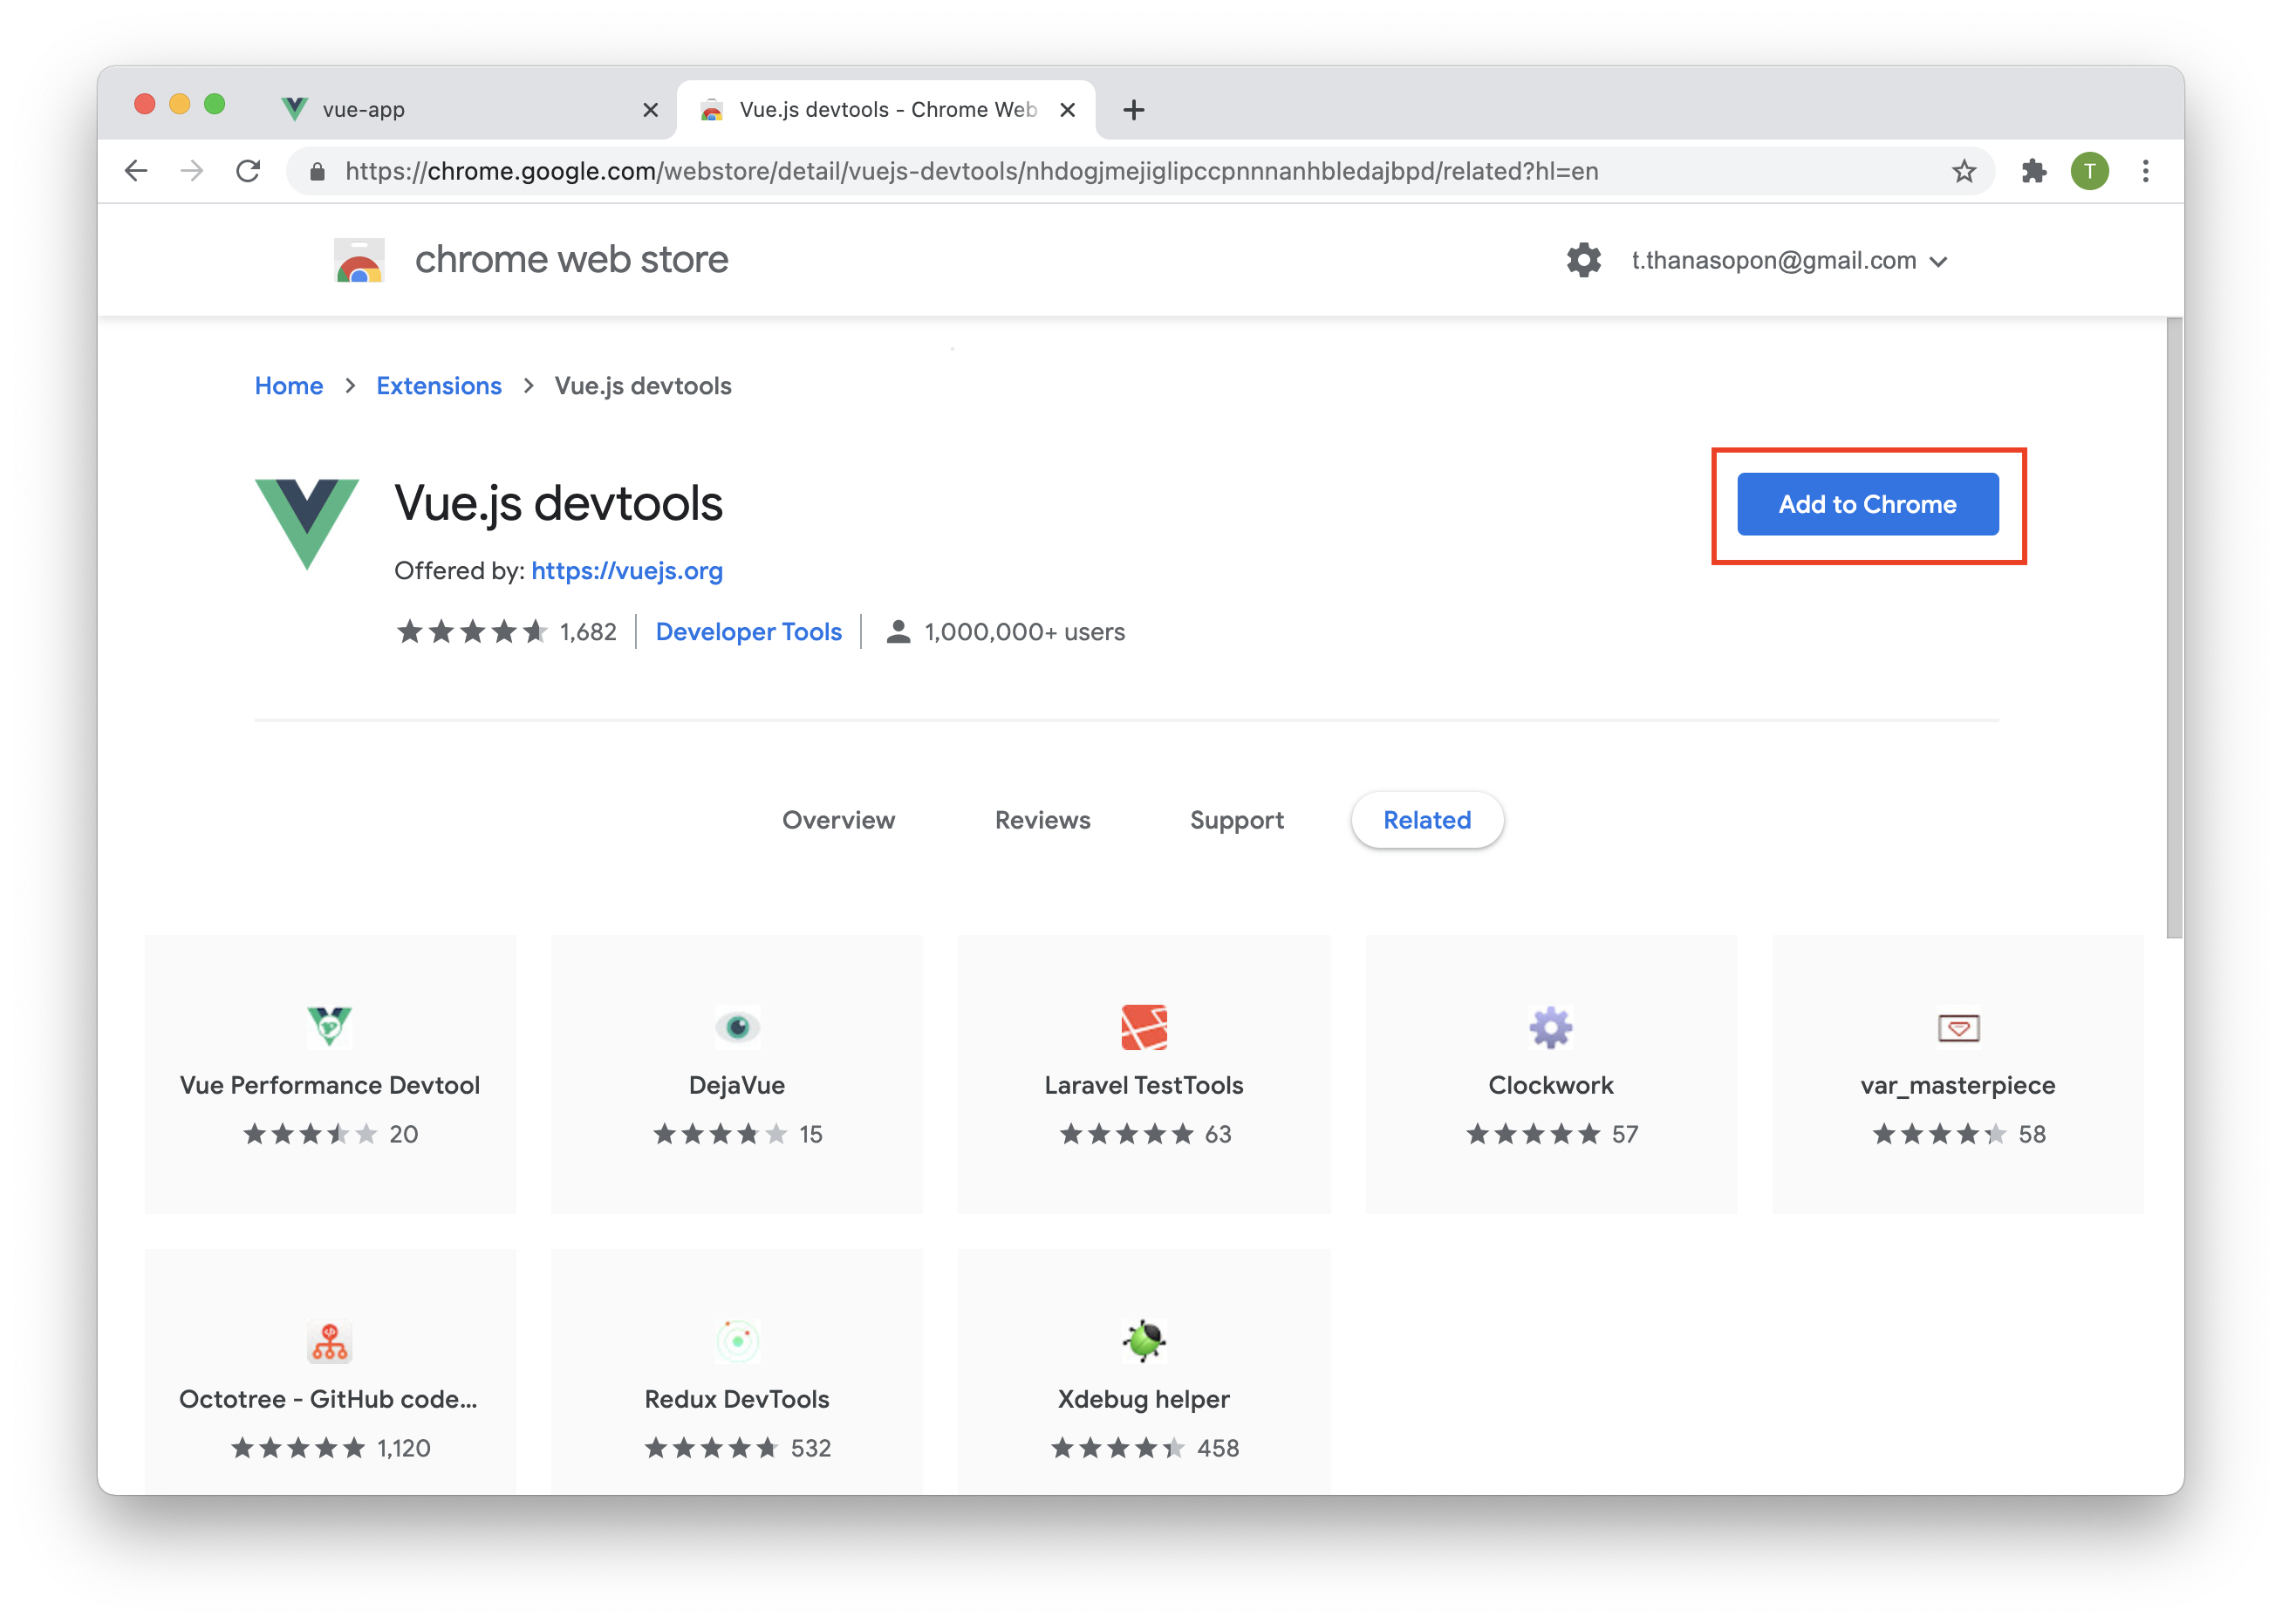 vue-app
Vue.js devtools - Chrome Web
https://chrome.google.com/webstore/detail/vuejs-devtools/nhdogjmejiglipccpnnnanhbledajbpd/related?hl=en
T
chrome web store
t.thanasopon@gmail.com
Home > Extensions > Vue.js devtools
Vue.js devtools
Add to Chrome
Offered by: https://vuejs.org
1,682 Developer Tools 1,000,000+ users
Overview Reviews Support Related
Vue Performance Devtool
20
DejaVue
15
Laravel TestTools
63
Clockwork
57
var_masterpiece
58
Octotree - GitHub code...
1,120
Redux DevTools
532
Xdebug helper
458